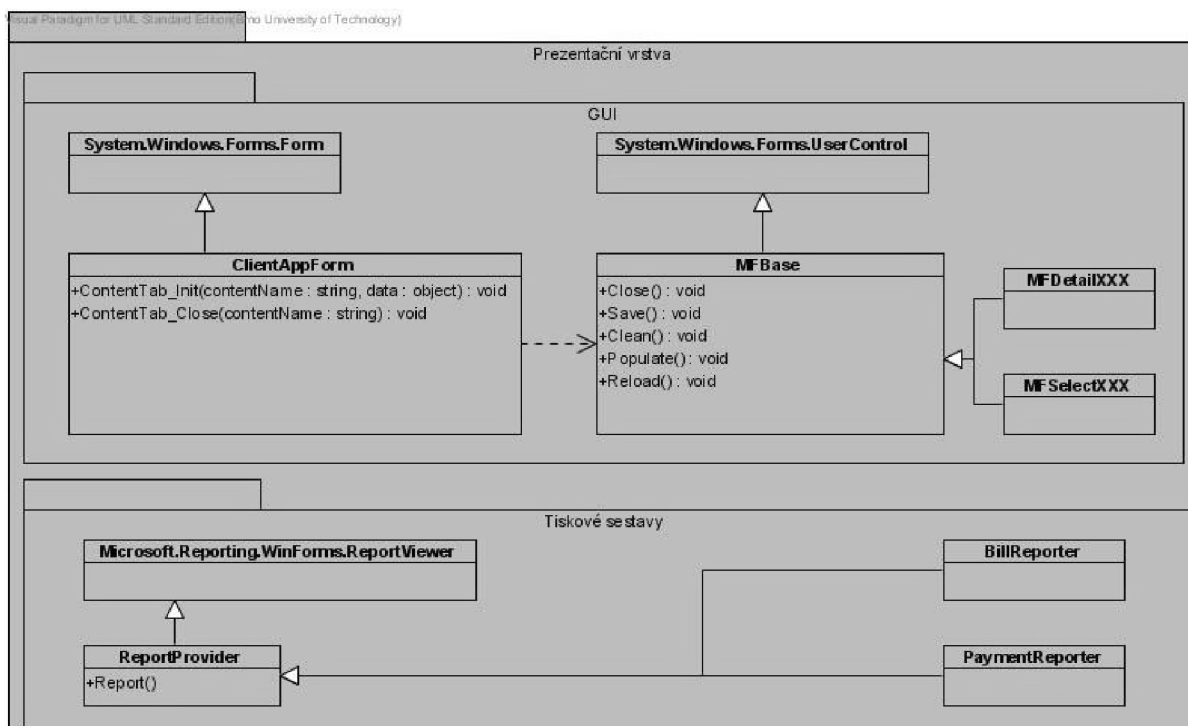 Visual Paradigm for UML Standard Edition(Brno University of Technology)
Prezentační vrstva
GUI
System.Windows.Forms.Form
System.Windows.Forms.UserControl
ClientAppForm
+ContentTab_Init(contentName : string, data : object) : void
+ContentTab_Close(contentName : string) : void
MFBase
+Close() : void
+Save() : void
+Clean() : void
+Populate() : void
+Reload() : void
MFDetailXXX
MFSelectXXX
Tiskové sestavy
Microsoft.Reporting.WinForms.ReportViewer
BillReporter
ReportProvider
+Report()
PaymentReporter